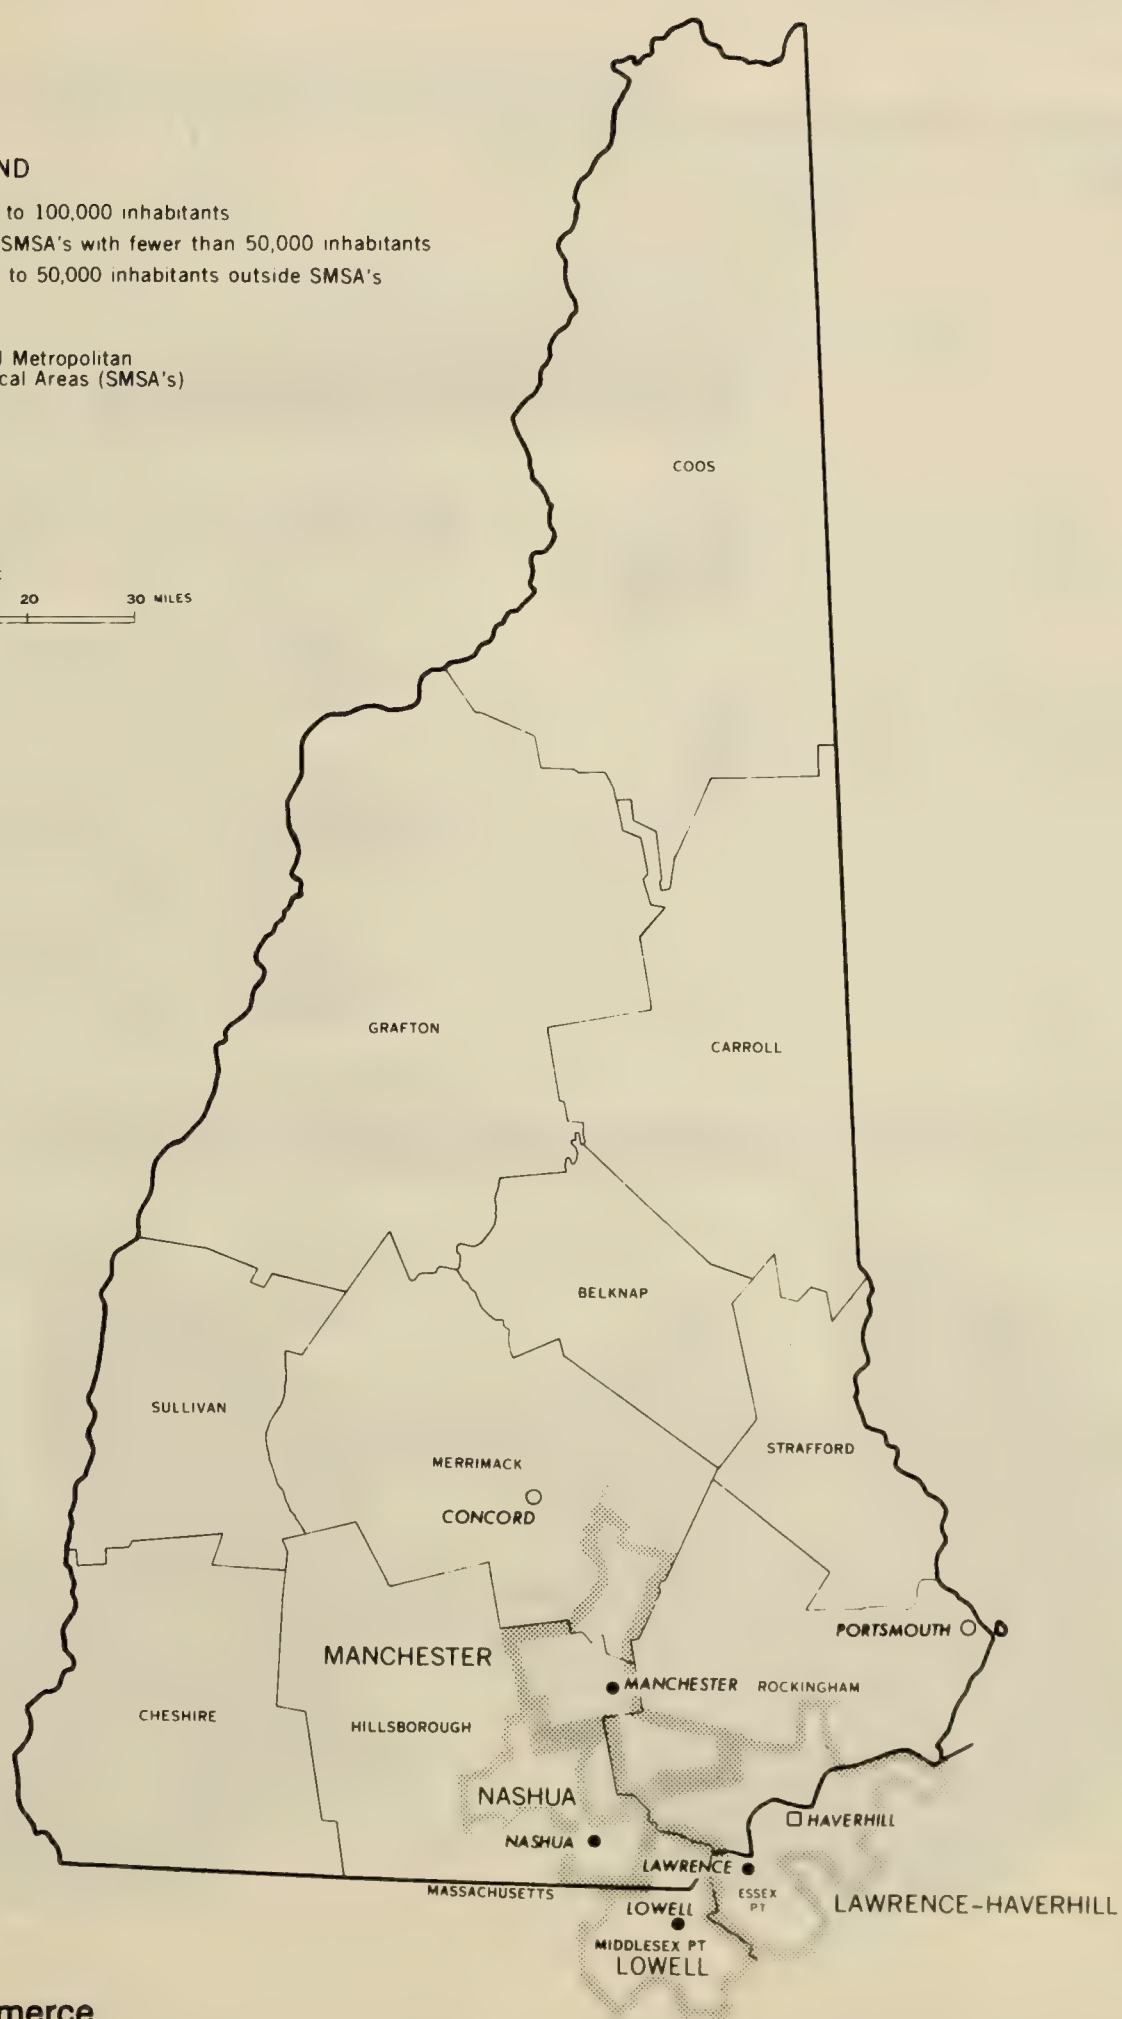 ND
to 100,000 inhabitants
SMSA's with fewer than 50,000 inhabitants
to 50,000 inhabitants outside SMSA's
Metropolitan
cal Areas (SMSA's)
20 30 MILES
COOS
GRAFTON
CARROLL
BELKNAP
SULLIVAN
STRAFFORD
MERRIMACK
CONCORD
PORTSMOUTH
MANCHESTER
MANCHESTER
ROCKINGHAM
CHESHIRE
HILLSBOROUGH
NASHUA
HAVERHILL
NASHUA
LAWRENCE
MASSACHUSETTS
ESSEX
PT
LAWRENCE-HAVERHILL
LOWELL
MIDDLESEX PT
LOWELL
merce